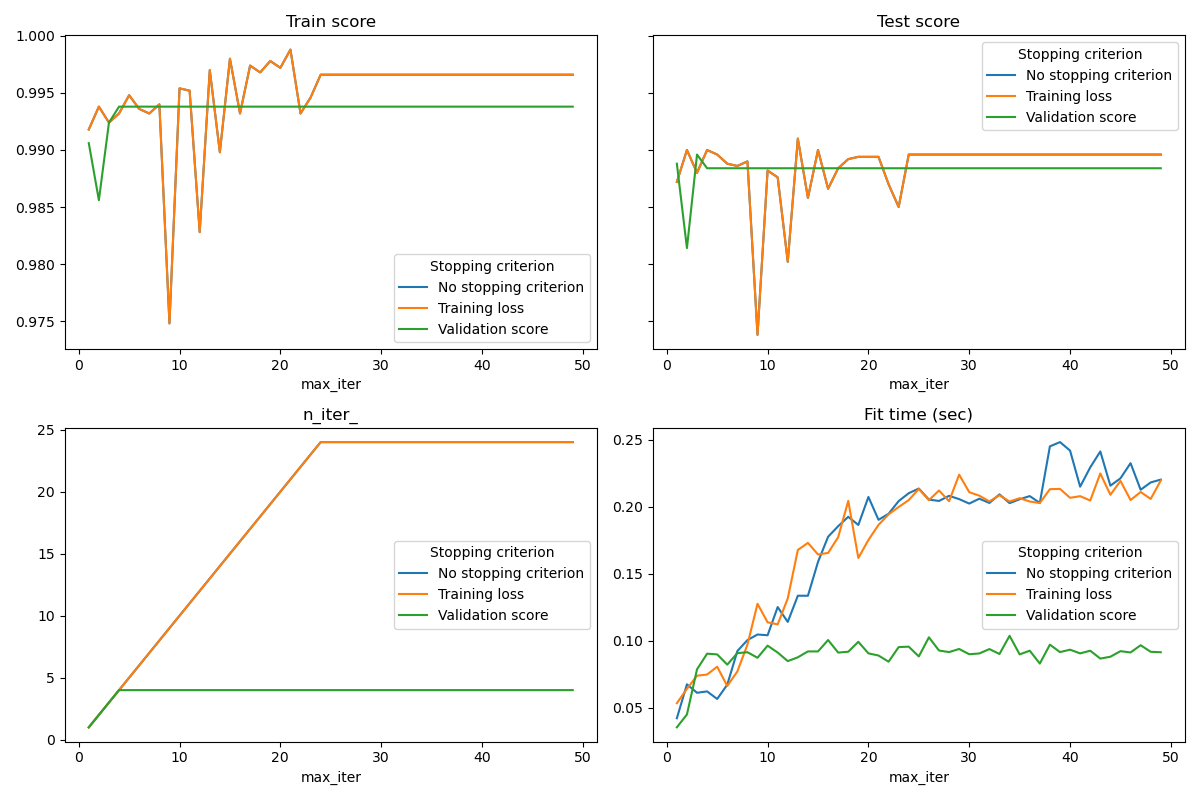 Train score
1.000
0.995
0.990
0.985
0.980
0.975
Stopping criterion
No stopping criterion
Training loss
Validation score
0 10 20 30 40 50
max_iter
Test score
Stopping criterion
No stopping criterion
Training loss
Validation score
0 10 20 30 40 50
max_iter
n_iter_
25
20
15
10
5
0
Stopping criterion
No stopping criterion
Training loss
Validation score
0 10 20 30 40 50
max_iter
Fit time (sec)
0.25
0.20
0.15
0.10
0.05
Stopping criterion
No stopping criterion
Training loss
Validation score
0 10 20 30 40 50
max_iter